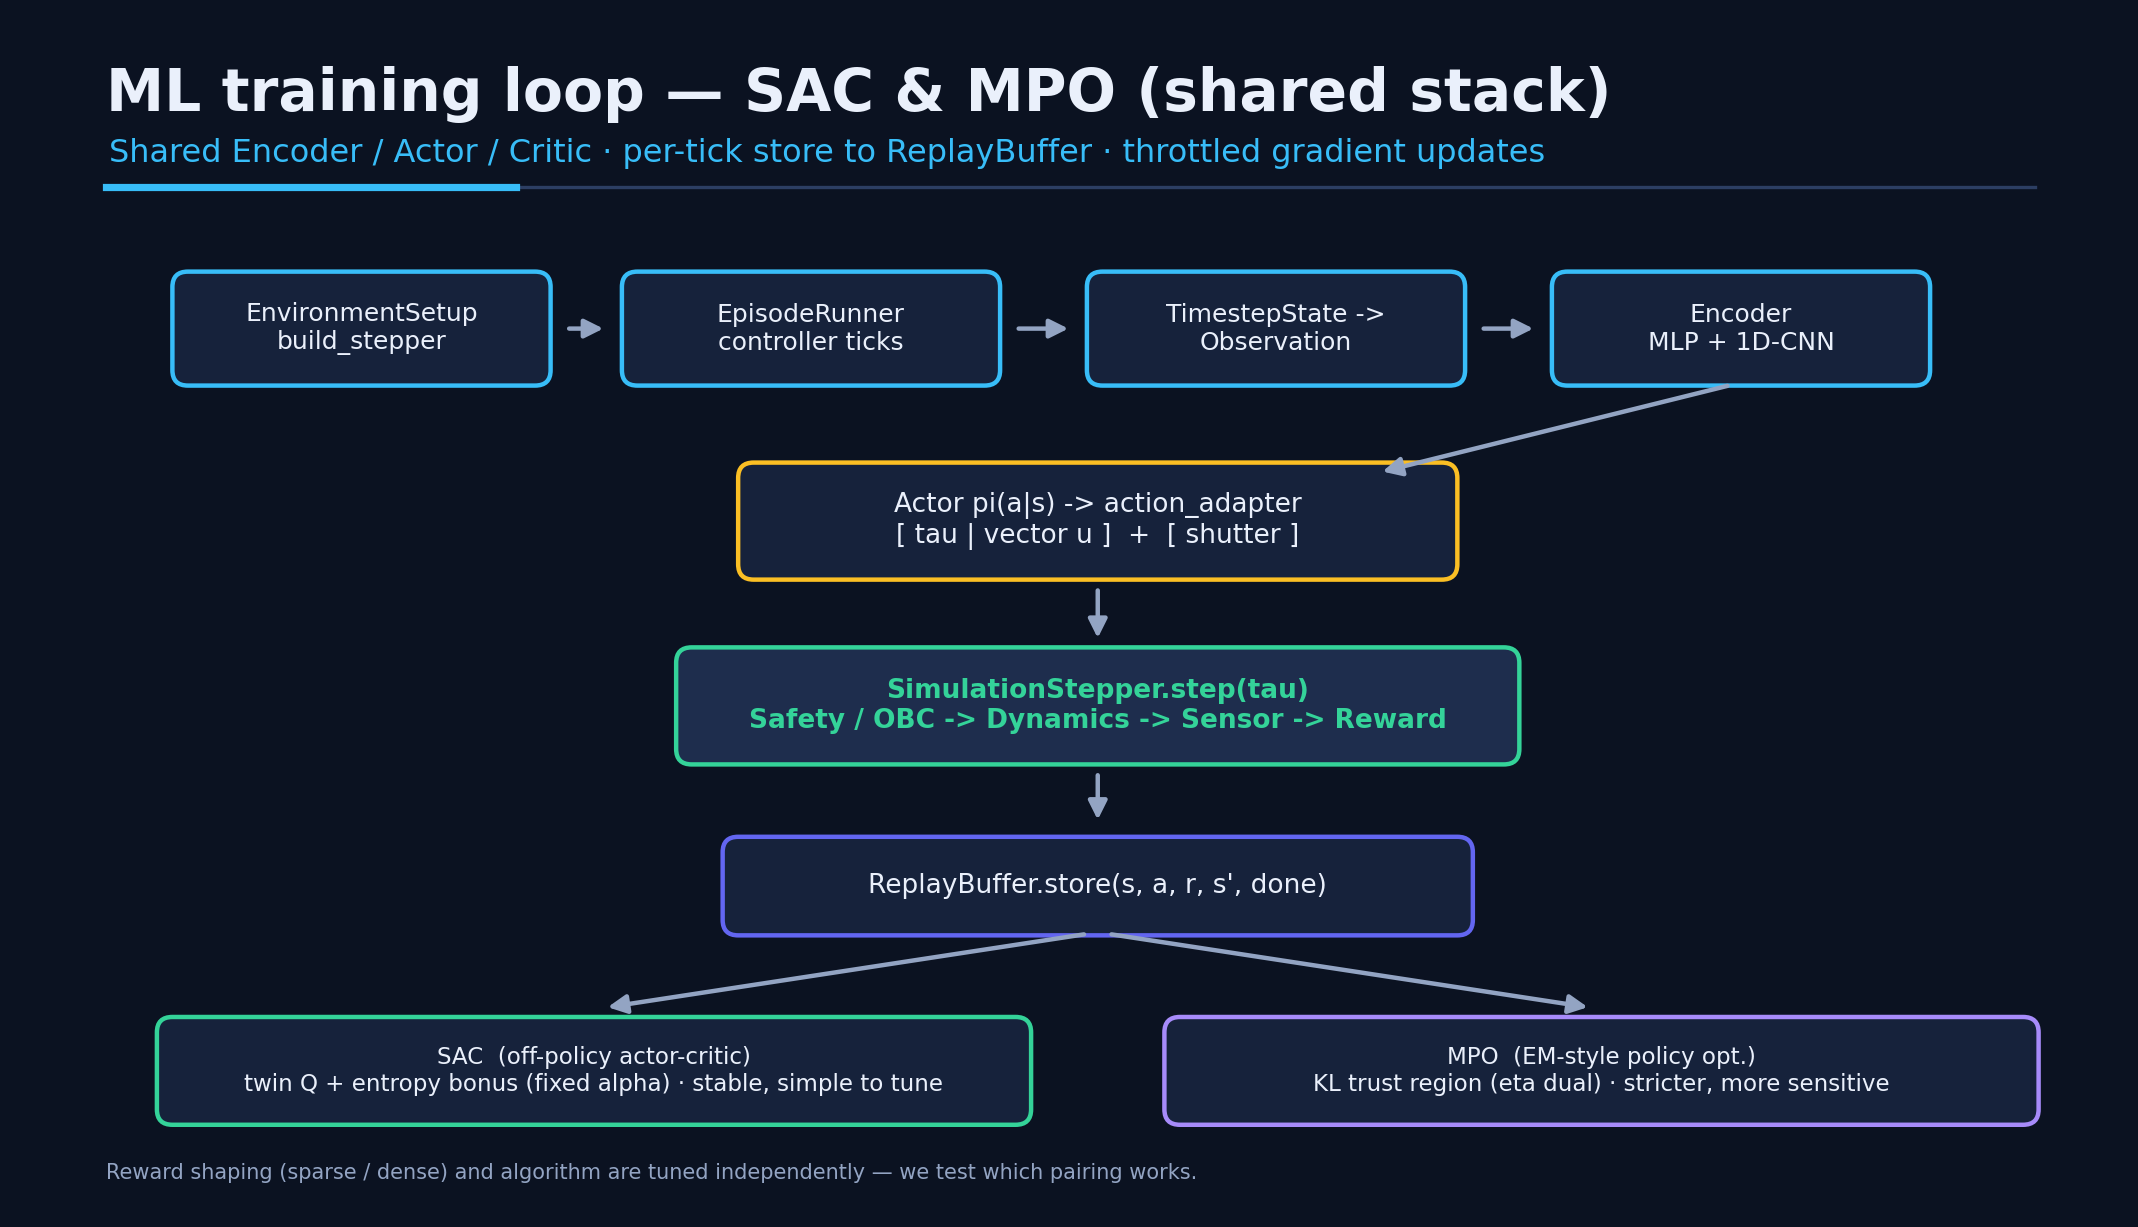 ML training loop — SAC & MPO (shared stack)
Shared Encoder / Actor / Critic · per-tick store to ReplayBuffer · throttled gradient updates
EnvironmentSetup
build_stepper
EpisodeRunner
controller ticks
TimestepState ->
Observation
Encoder
MLP + 1D-CNN
Actor pi(a|s) -> action_adapter
[ tau | vector u ]  +  [ shutter ]
SimulationStepper.step(tau)
Safety / OBC -> Dynamics -> Sensor -> Reward
ReplayBuffer.store(s, a, r, s', done)
SAC  (off-policy actor-critic)
twin Q + entropy bonus (fixed alpha) · stable, simple to tune
MPO  (EM-style policy opt.)
KL trust region (eta dual) · stricter, more sensitive
Reward shaping (sparse / dense) and algorithm are tuned independently — we test which pairing works.